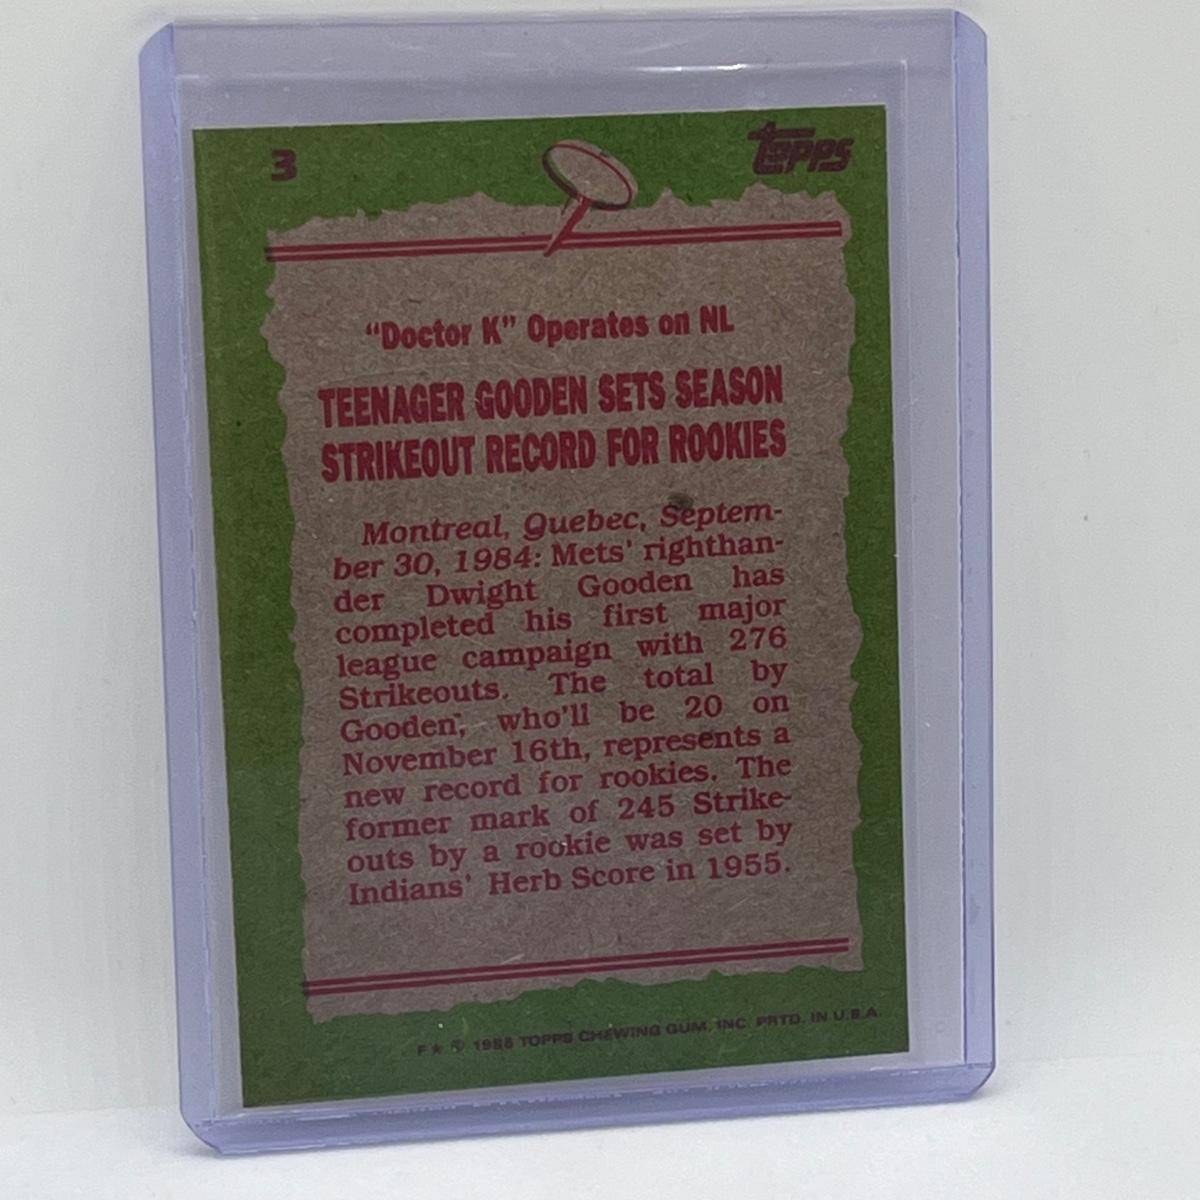 3
TOPPS
“Doctor K” Operates on NL
TEENAGER GOODEN SETS SEASON
STRIKEOUT RECORD FOR ROOKIES
Montreal, Quebec, Septem-
ber 30, 1984: Mets' righthan-
der Dwight Gooden has
completed his first major
league campaign with 276
Strikeouts. The total by
Gooden, who'll be 20 on
November 16th, represents a
new record for rookies. The
former mark of 245 Strike-
outs by a rookie was set by
Indians' Herb Score in 1955.
F★ © 1985 TOPPS CHEWING GUM, INC. PRTD. IN U.S.A.